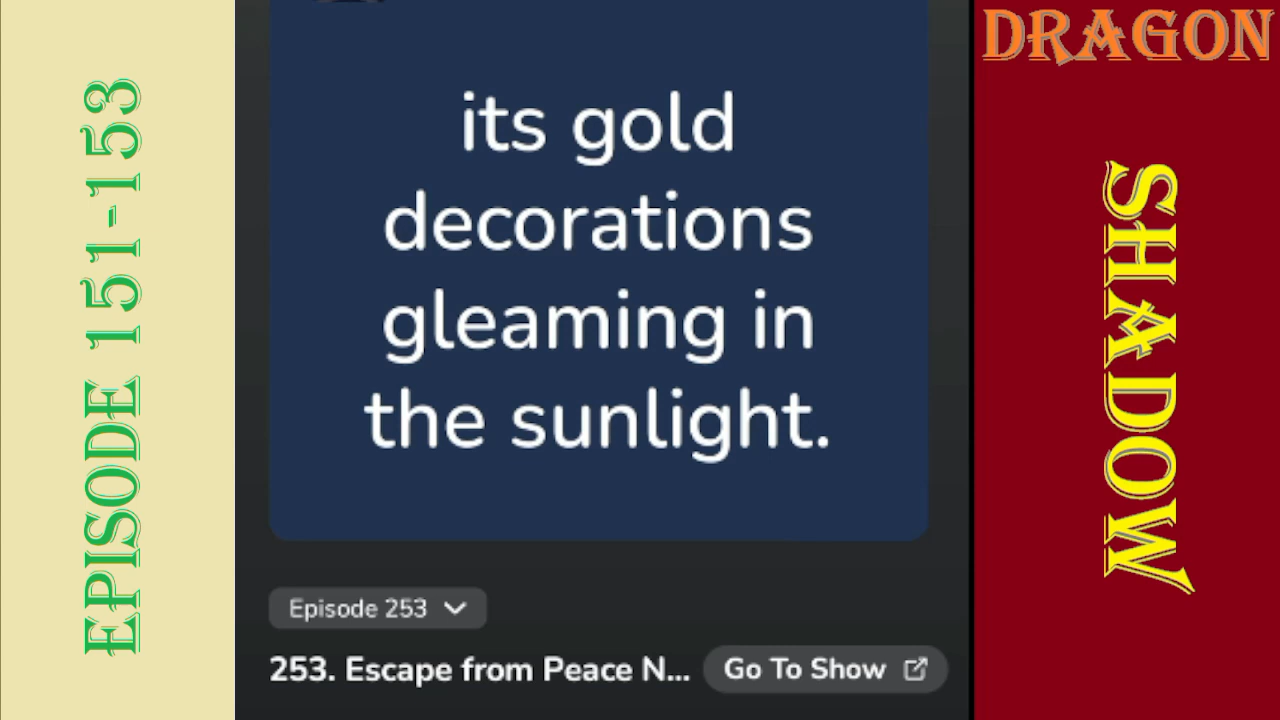 EPISODE 151-153
its gold
decorations
gleaming in
the sunlight.
Episode 253
253. Escape from Peace N...
Go To Show
DRAGON
SHADOW